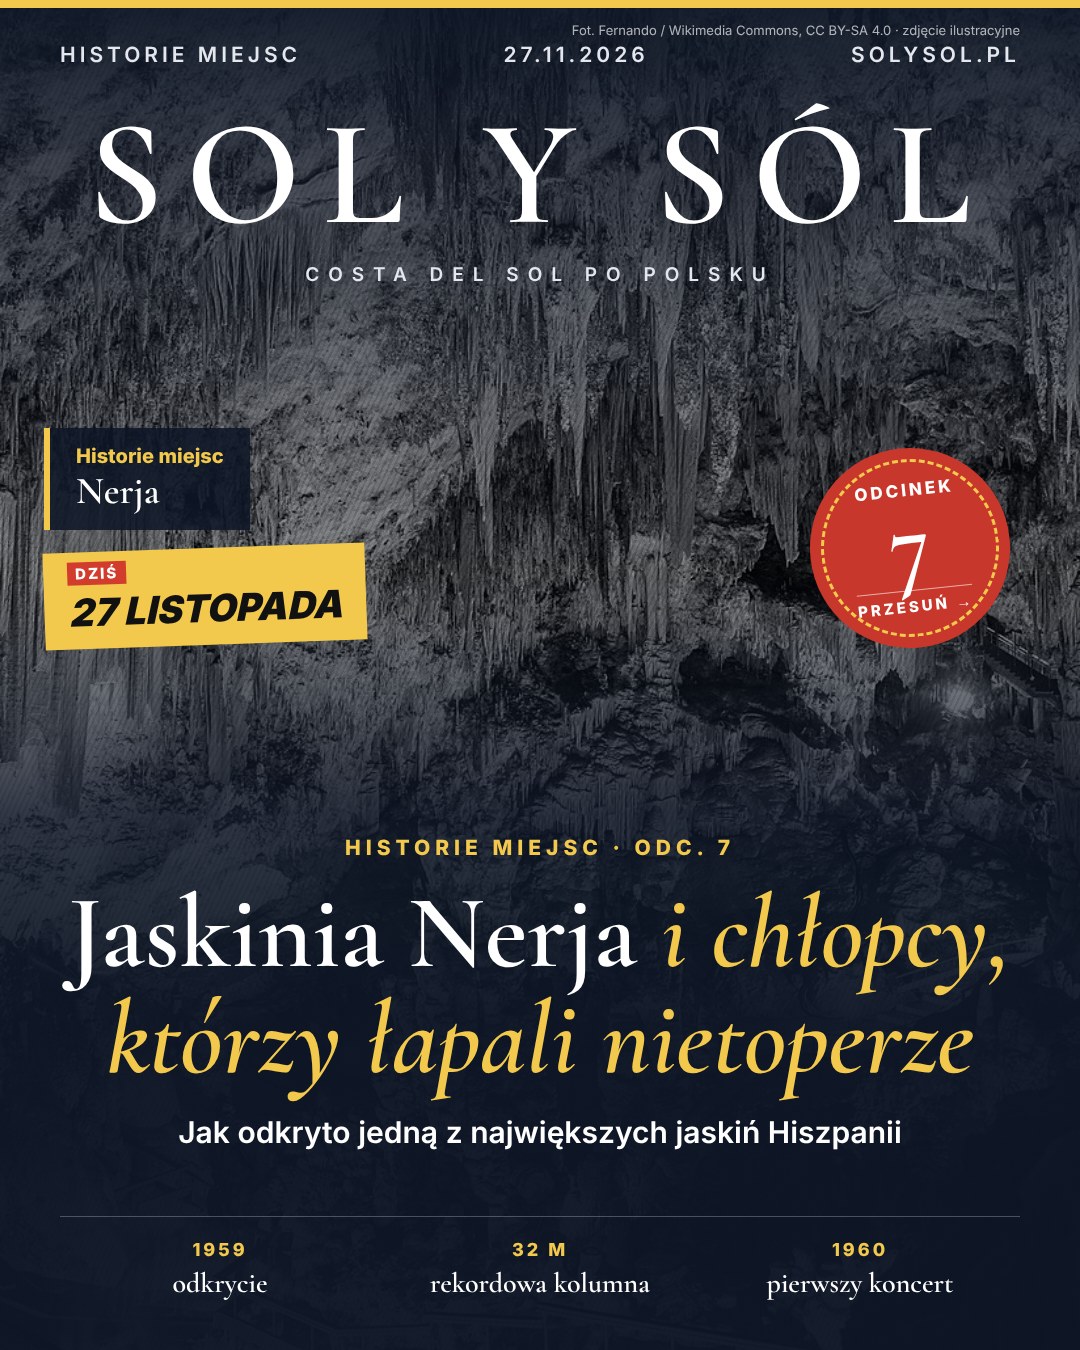 Fot. Fernando / Wikimedia Commons, CC BY-SA 4.0 · zdjęcie ilustracyjne
HISTORIE MIEJSC 27.11.2026 SOLYSOL.PL
SOL Y SÓL
COSTA DEL SOL PO POLSKU
Historie miejsc
Nerja
DZIŚ
27 LISTOPADA
ODCINEK
7
PRZESUŃ →
HISTORIE MIEJSC · ODC. 7
Jaskinia Nerja i chłopcy,
którzy łapali nietoperze
Jak odkryto jedną z największych jaskiń Hiszpanii
1959 32 M 1960
odkrycie rekordowa kolumna pierwszy koncert